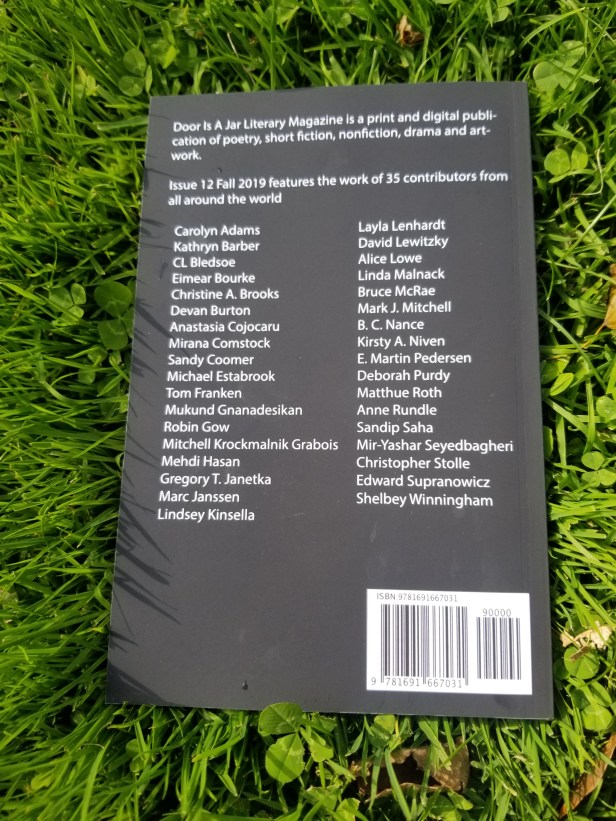 Door Is A Jar Literary Magazine is a print and digital publi-
cation of poetry, short fiction, nonfiction, drama and art-
work.
Issue 12 Fall 2019 features the work of 35 contributors from
all around the world
Carolyn Adams
Kathryn Barber
CL Bledsoe
Eimear Bourke
Christine A. Brooks
Devan Burton
Anastasia Cojocaru
Mirana Comstock
Sandy Coomer
Michael Estabrook
Tom Franken
Mukund Gnanadesikan
Robin Gow
Mitchell Krockmalnik Grabois
Mehdi Hasan
Gregory T. Janetka
Marc Janssen
Lindsey Kinsella
Layla Lenhardt
David Lewitzky
Alice Lowe
Linda Malnack
Bruce McRae
Mark J. Mitchell
B. C. Nance
Kirsty A. Niven
E. Martin Pedersen
Deborah Purdy
Matthue Roth
Anne Rundle
Sandip Saha
Mir-Yashar Seyedbagheri
Christopher Stolle
Edward Supranowicz
Shelbey Winningham
ISBN 9781691667031
90000
9 781691 667031